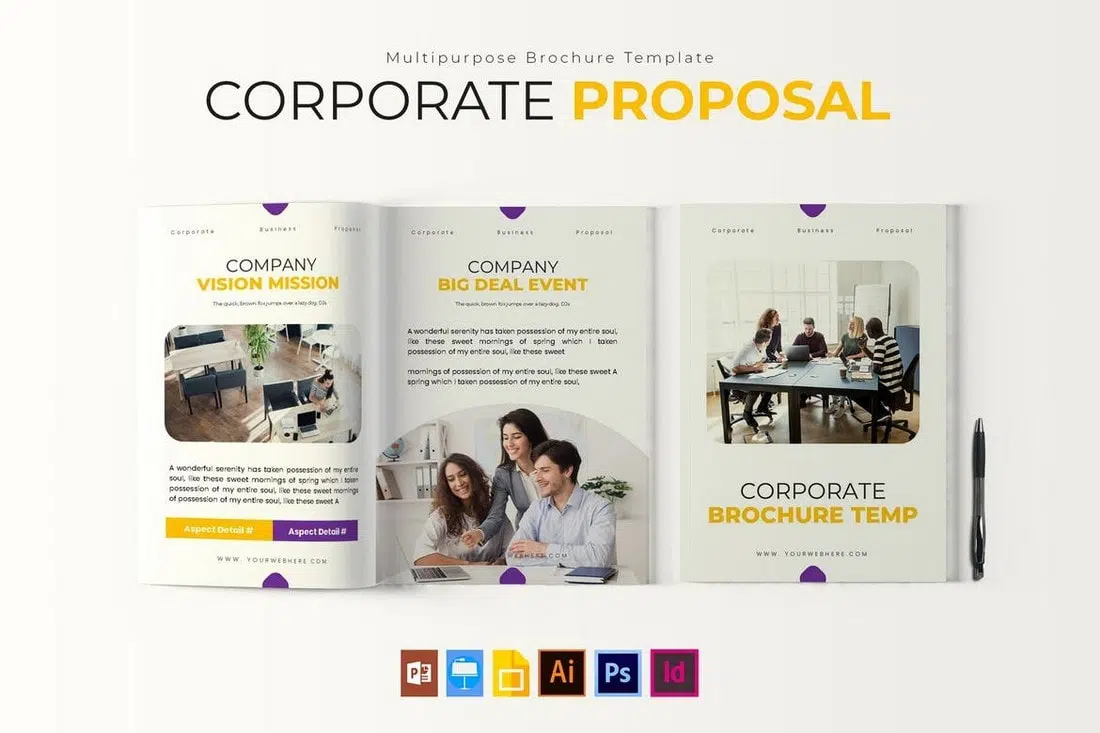 Multipurpose Brochure Template
CORPORATE PROPOSAL
Corporate Business Proposal
COMPANY
VISION MISSION
The quick, brown fox jumps over a lazy dog. DJs
A wonderful serenity has taken possession of my entire
soul, like these sweet mornings of spring which I taken
possession of my entire soul, like these sweet mornings
of possession of my entire soul, like these sweet A
Aspect Detail #
Aspect Detail #
WWW. YOURWEBHERE.COM
Corporate Business Proposal
COMPANY
BIG DEAL EVENT
The quick, brown fox jumps over a lazy dog. DJs
A wonderful serenity has taken possession of my entire soul,
like these sweet mornings of spring which I taken
possession of my entire soul, like these sweet
mornings of possession of my entire soul, like these sweet A
spring which I taken possession of my entire soul,
Corporate Business Proposal
CORPORATE
BROCHURE TEMP
WWW. YOURWEBHERE.COM
P
Ai
Ps
Id